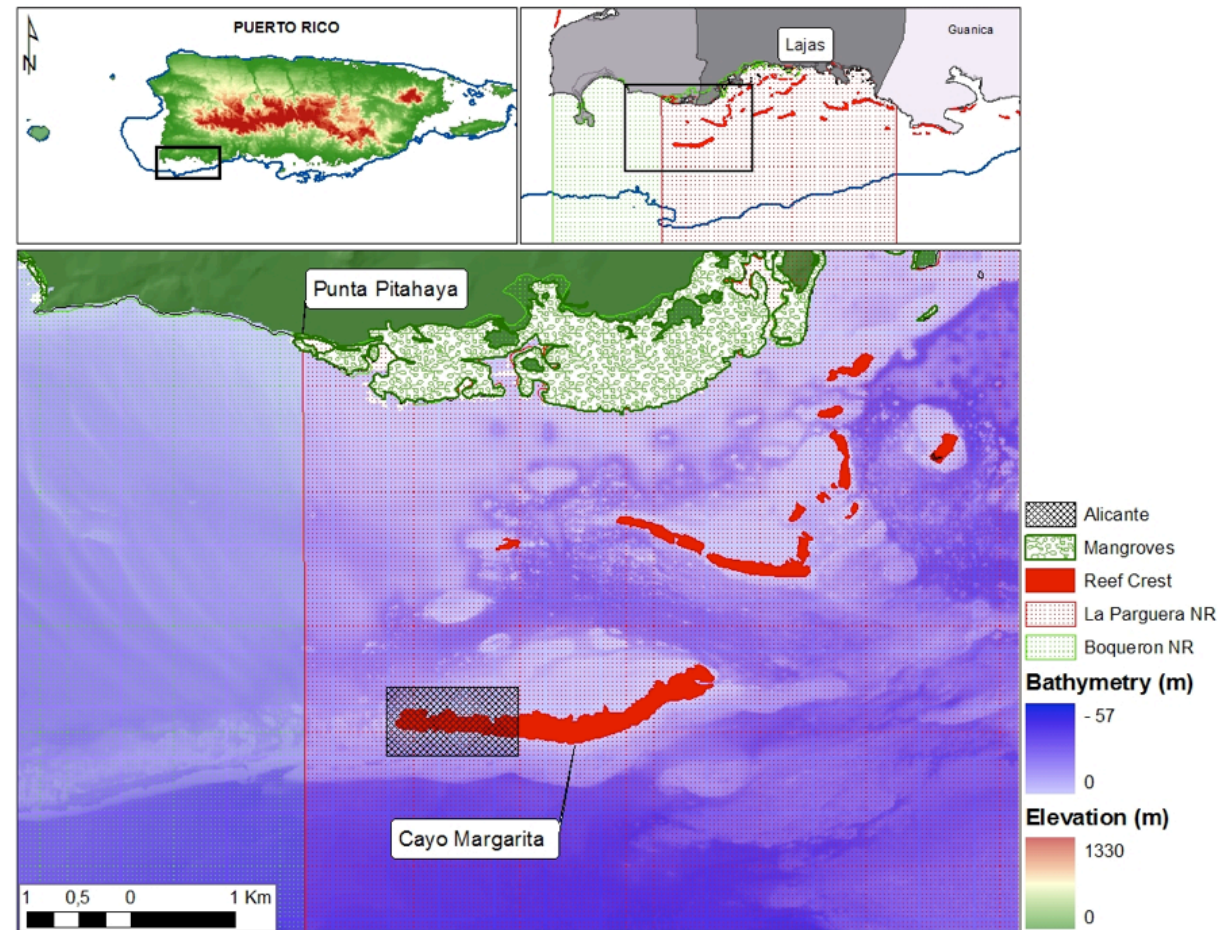 PUERTO RICO
N
Lajas
Guanica
Punta Pitahaya
Cayo Margarita
1 0,5 0 1 Km
Alicante
Mangroves
Reef Crest
La Parguera NR
Boqueron NR
Bathymetry (m)
- 57
0
Elevation (m)
1330
0